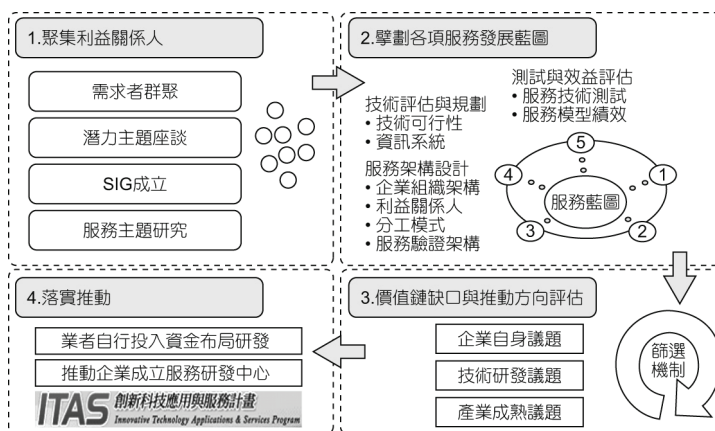 1.聚集利益關係人
需求者群聚
潛力主題座談
SIG成立
服務主題研究
2.擘劃各項服務發展藍圖
測試與效益評估
• 服務技術測試
• 服務模型績效
技術評估與規劃
• 技術可行性
• 資訊系統
服務架構設計
• 企業組織架構
• 利益關係人
• 分工模式
• 服務驗證架構
5
4
1
服務藍圖
3
2
4.落實推動
業者自行投入資金布局研發
推動企業成立服務研發中心
ITAS 創新科技應用與服務計畫
Innovative Technology Applications & Services Program
3.價值鏈缺口與推動方向評估
企業自身議題
技術研發議題
產業成熟議題
篩選
機制